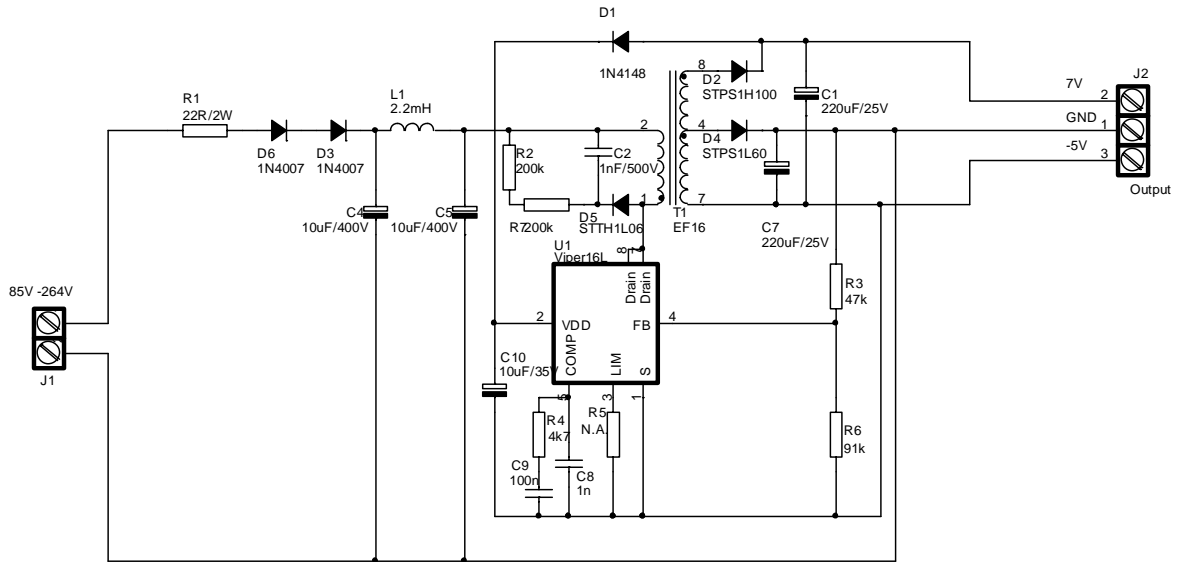 D1
1N4148
8
D2
STPS1H100
C1
220uF/25V
7V
J2
2
GND
1
-5V
3
Output
R1
22R/2W
L1
2.2mH
D6
1N4007
D3
1N4007
R2
200k
C2
1nF/500V
2
4
D4
STPS1L60
C4
10uF/400V
C5
10uF/400V
R7
200k
D5
STTH1L06
1
T1
EF16
7
C7
220uF/25V
U1
Viper16L
8
7
Drain
Drain
R3
47k
85V -264V
J1
2
VDD
FB
4
COMP
LIM
S
C10
10uF/35V
5
3
1
R4
4k7
R5
N.A.
R6
91k
C9
100n
C8
1n